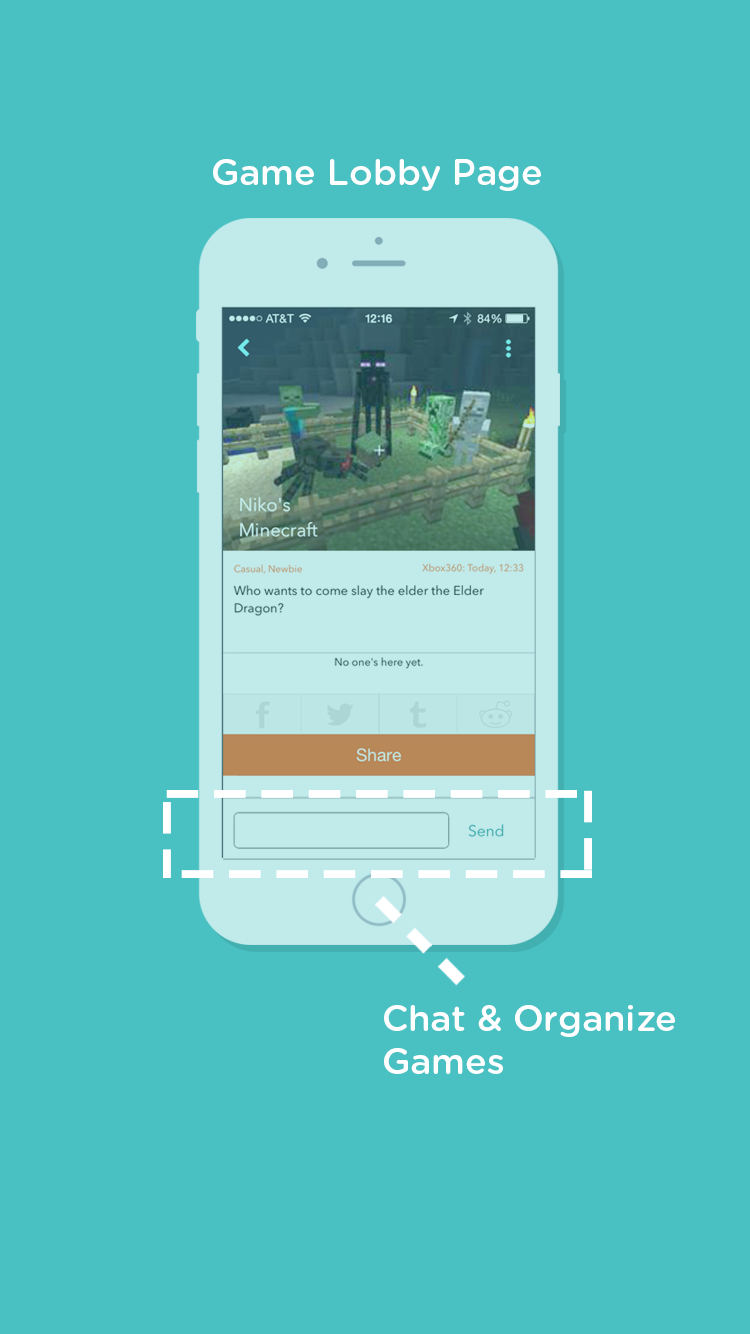 Game Lobby Page
AT&T 12:16 84%
Niko's
Minecraft
Casual, Newbie Xbox360: Today, 12:33
Who wants to come slay the elder the Elder
Dragon?
No one's here yet.
Share
Send
Chat & Organize
Games